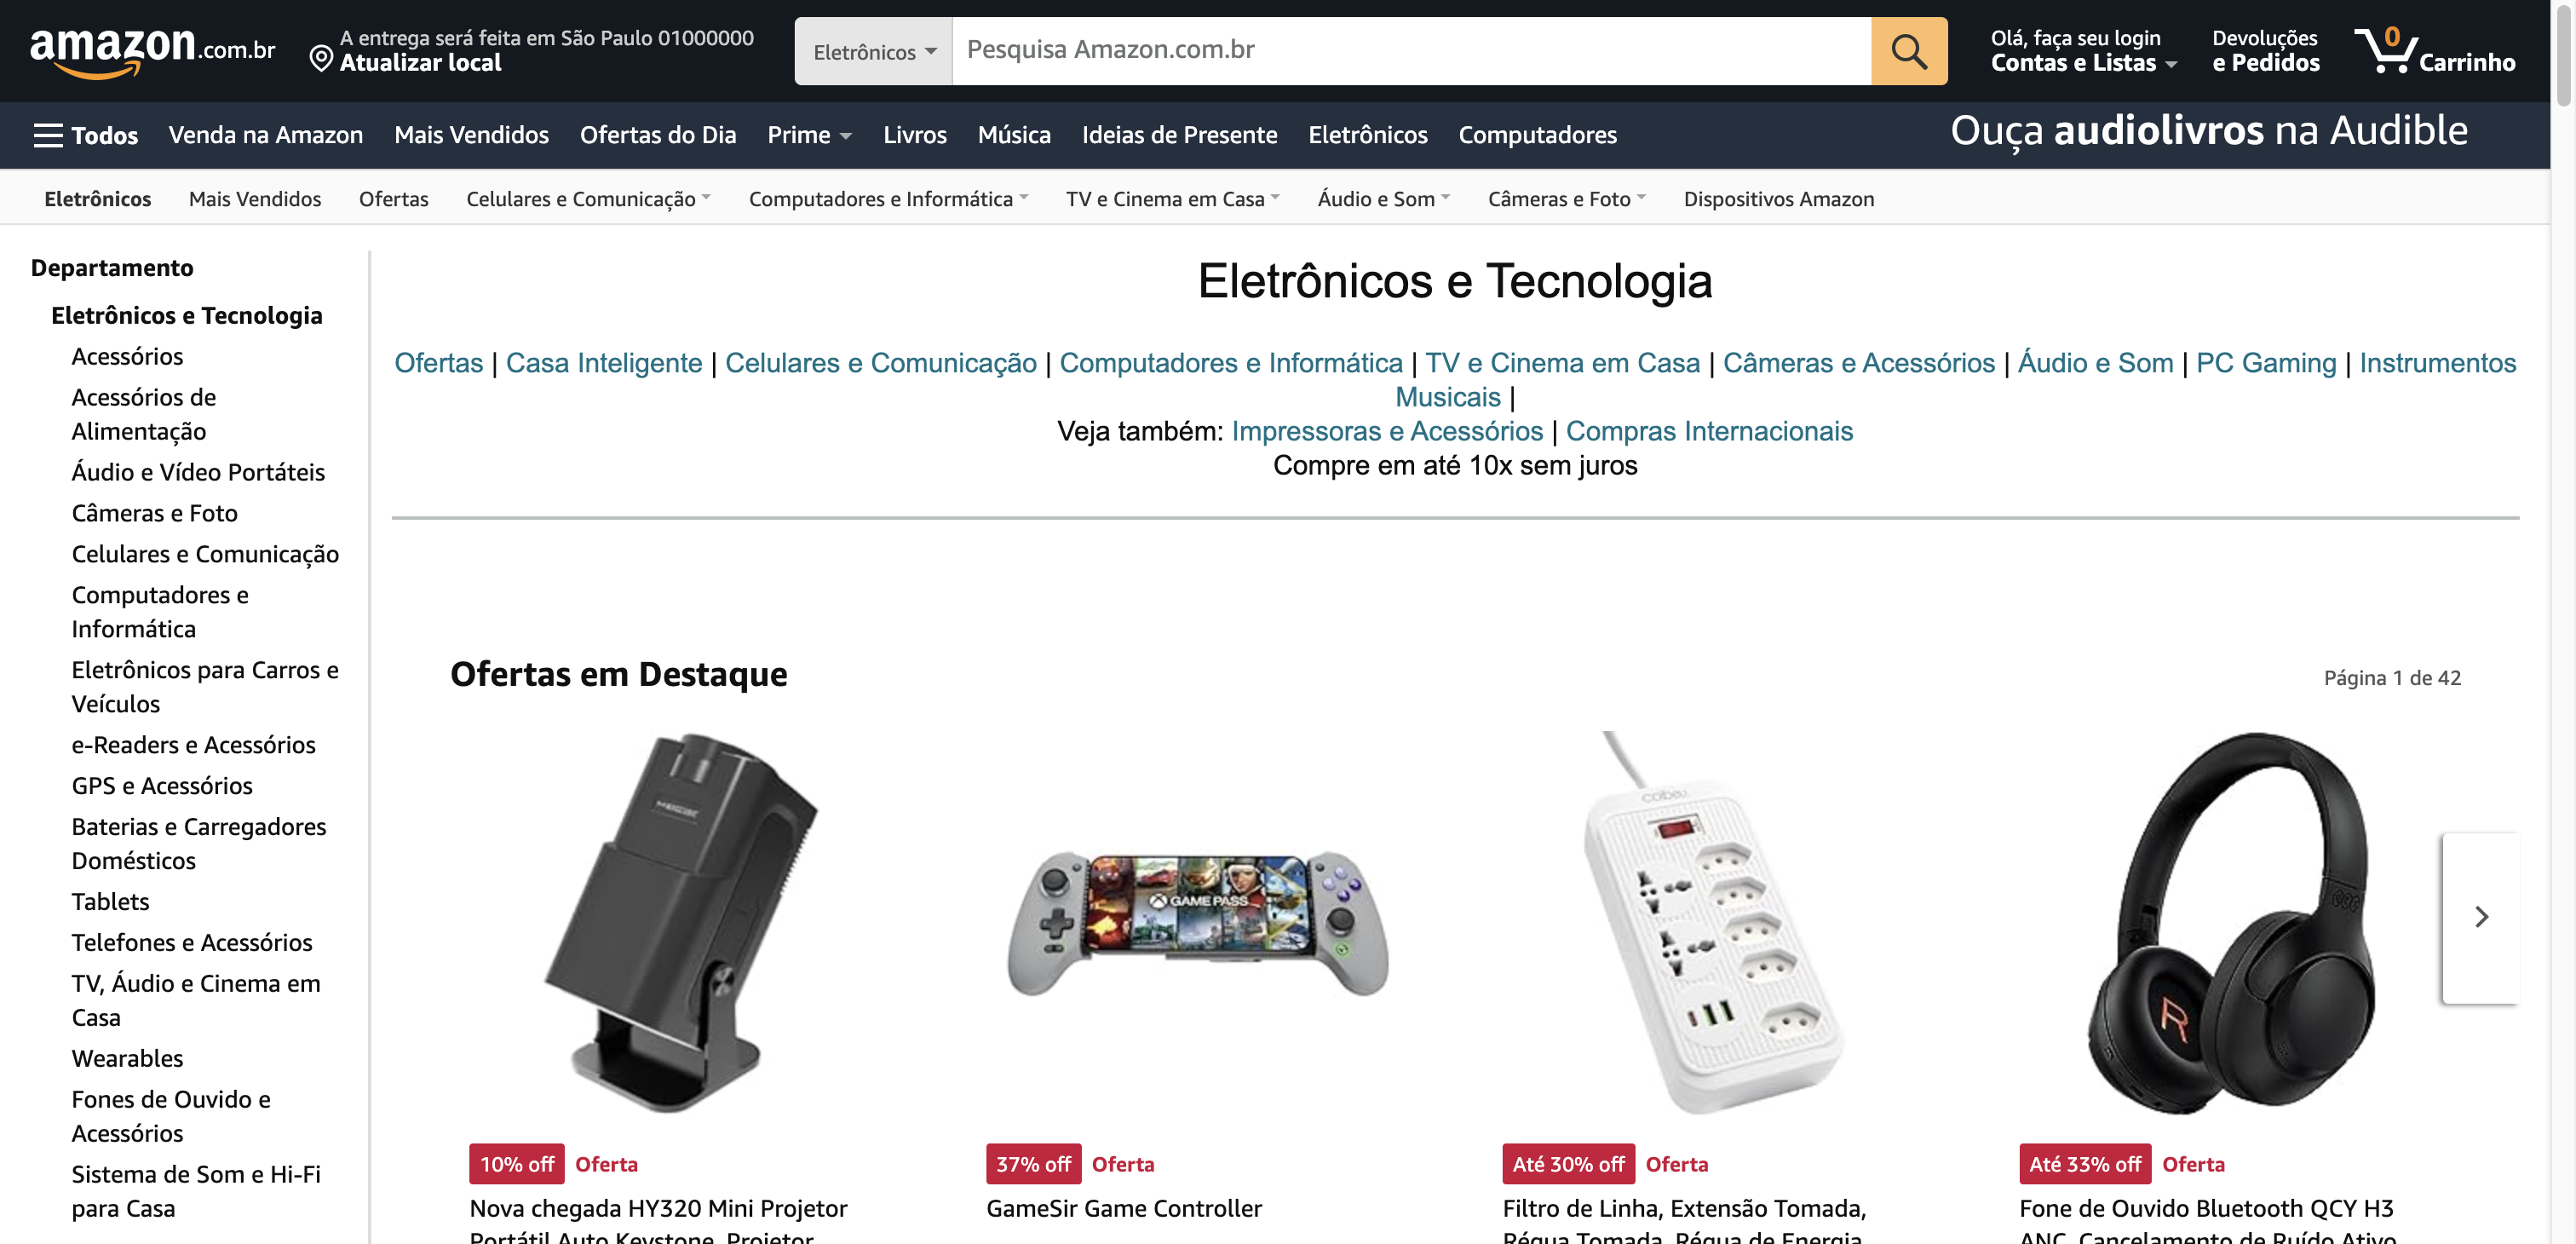 amazon.com.br
A entrega será feita em São Paulo 01000000
Atualizar local
Eletrônicos
Pesquisa Amazon.com.br
Olá, faça seu login
Contas e Listas
Devoluções
e Pedidos
0
Carrinho
Todos
Venda na Amazon
Mais Vendidos
Ofertas do Dia
Prime
Livros
Música
Ideias de Presente
Eletrônicos
Computadores
Ouça audiolivros na Audible
Eletrônicos
Mais Vendidos
Ofertas
Celulares e Comunicação
Computadores e Informática
TV e Cinema em Casa
Áudio e Som
Câmeras e Foto
Dispositivos Amazon
Departamento
Eletrônicos e Tecnologia
Acessórios
Acessórios de
Alimentação
Áudio e Vídeo Portáteis
Câmeras e Foto
Celulares e Comunicação
Computadores e
Informática
Eletrônicos para Carros e
Veículos
e-Readers e Acessórios
GPS e Acessórios
Baterias e Carregadores
Domésticos
Tablets
Telefones e Acessórios
TV, Áudio e Cinema em
Casa
Wearables
Fones de Ouvido e
Acessórios
Sistema de Som e Hi-Fi
para Casa
Eletrônicos e Tecnologia
Ofertas | Casa Inteligente | Celulares e Comunicação | Computadores e Informática | TV e Cinema em Casa | Câmeras e Acessórios | Áudio e Som | PC Gaming | Instrumentos
Musicais |
Veja também: Impressoras e Acessórios | Compras Internacionais
Compre em até 10x sem juros
Ofertas em Destaque
Página 1 de 42
GAME PASS
10% off Oferta
Nova chegada HY320 Mini Projetor
Portátil Auto Keystone, Projetor
37% off Oferta
GameSir Game Controller
Até 30% off Oferta
Filtro de Linha, Extensão Tomada,
Régua Tomada, Régua de Energia
Até 33% off Oferta
Fone de Ouvido Bluetooth QCY H3
ANC, Cancelamento de Ruído Ativo